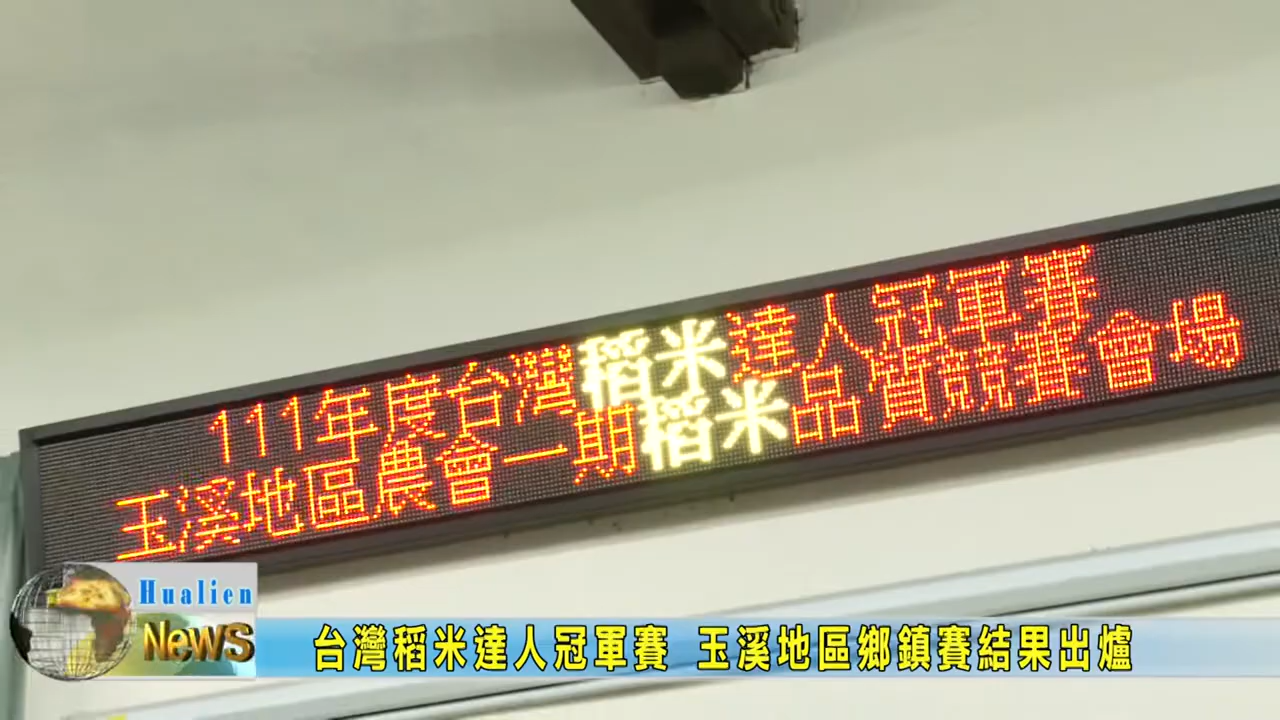 111年度台灣稻米達人冠軍賽
玉溪地區農會一期稻米品質競賽會場
Hualien
News
台灣稻米達人冠軍賽 玉溪地區鄉鎮賽結果出爐